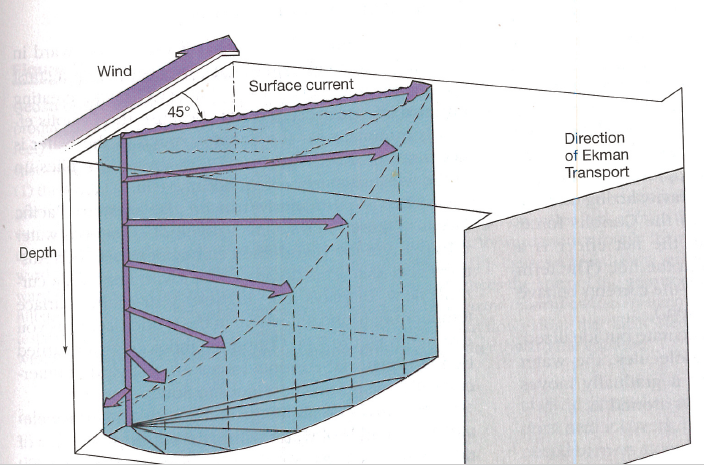 Wind
Surface current
45°
Direction
of Ekman
Transport
Depth